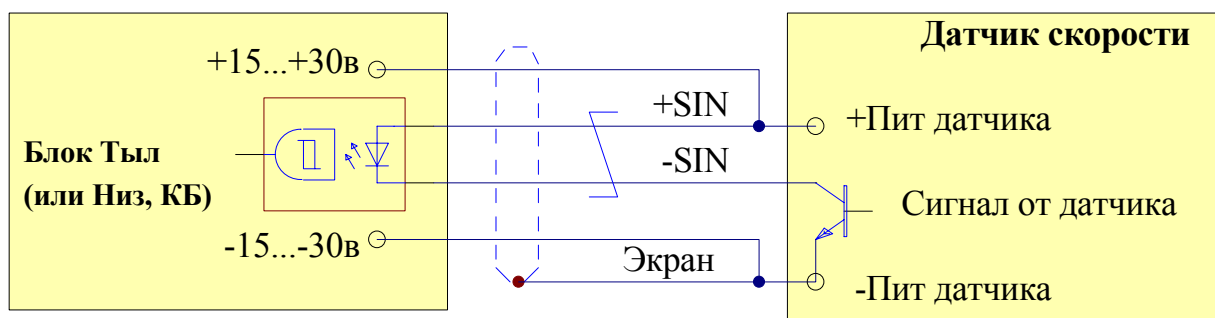 Датчик скорости
+15...+30в
+SIN
+Пит датчика
Блок Тыл
(или Низ, КБ)
-SIN
Сигнал от датчика
-15...-30в
Экран
-Пит датчика